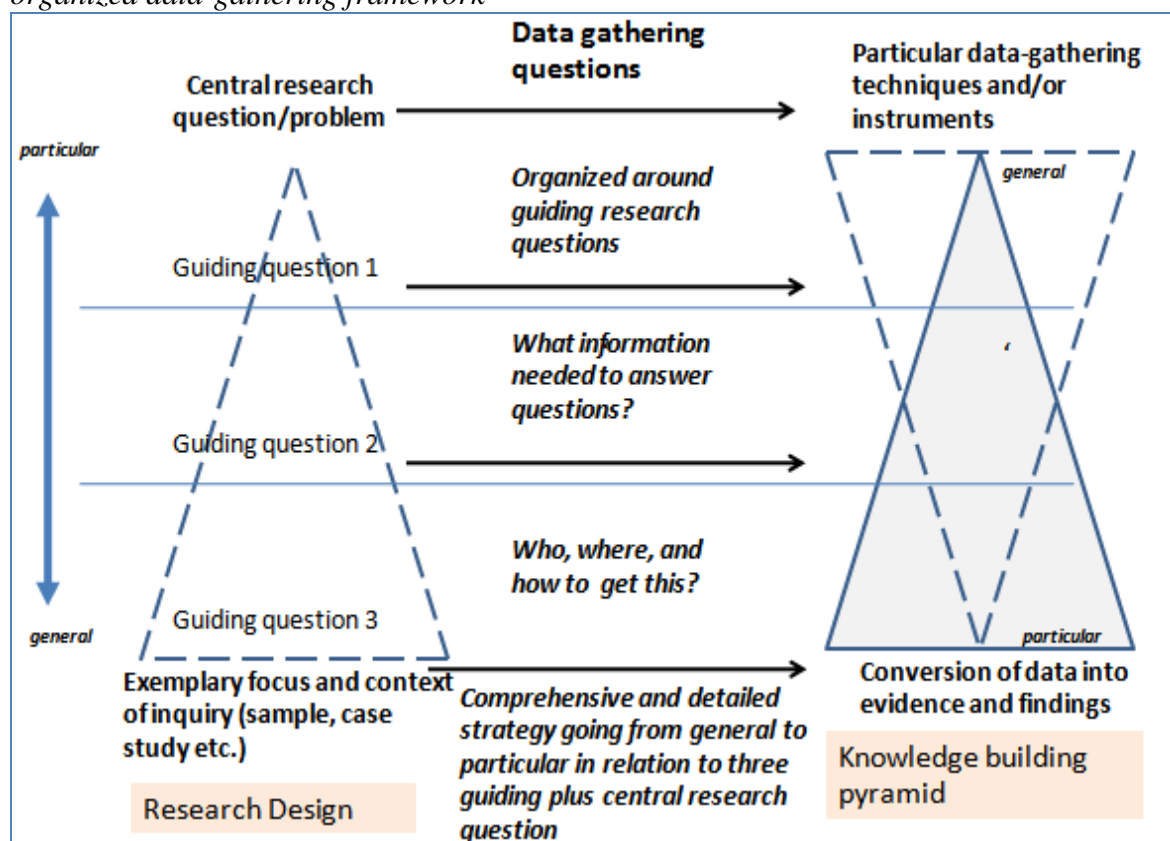 organized data-gathering framework
Data gathering
questions
Central research
question/problem
Particular data-gathering
techniques and/or
instruments
particular
general
Organized around
guiding research
questions
Guiding question 1
What information
needed to answer
questions?
Guiding question 2
Who, where, and
how to get this?
Guiding question 3
general
particular
Exemplary focus and context
of inquiry (sample, case
study etc.)
Comprehensive and detailed
strategy going from general to
particular in relation to three
guiding plus central research
question
Conversion of data into
evidence and findings
Research Design
Knowledge building
pyramid